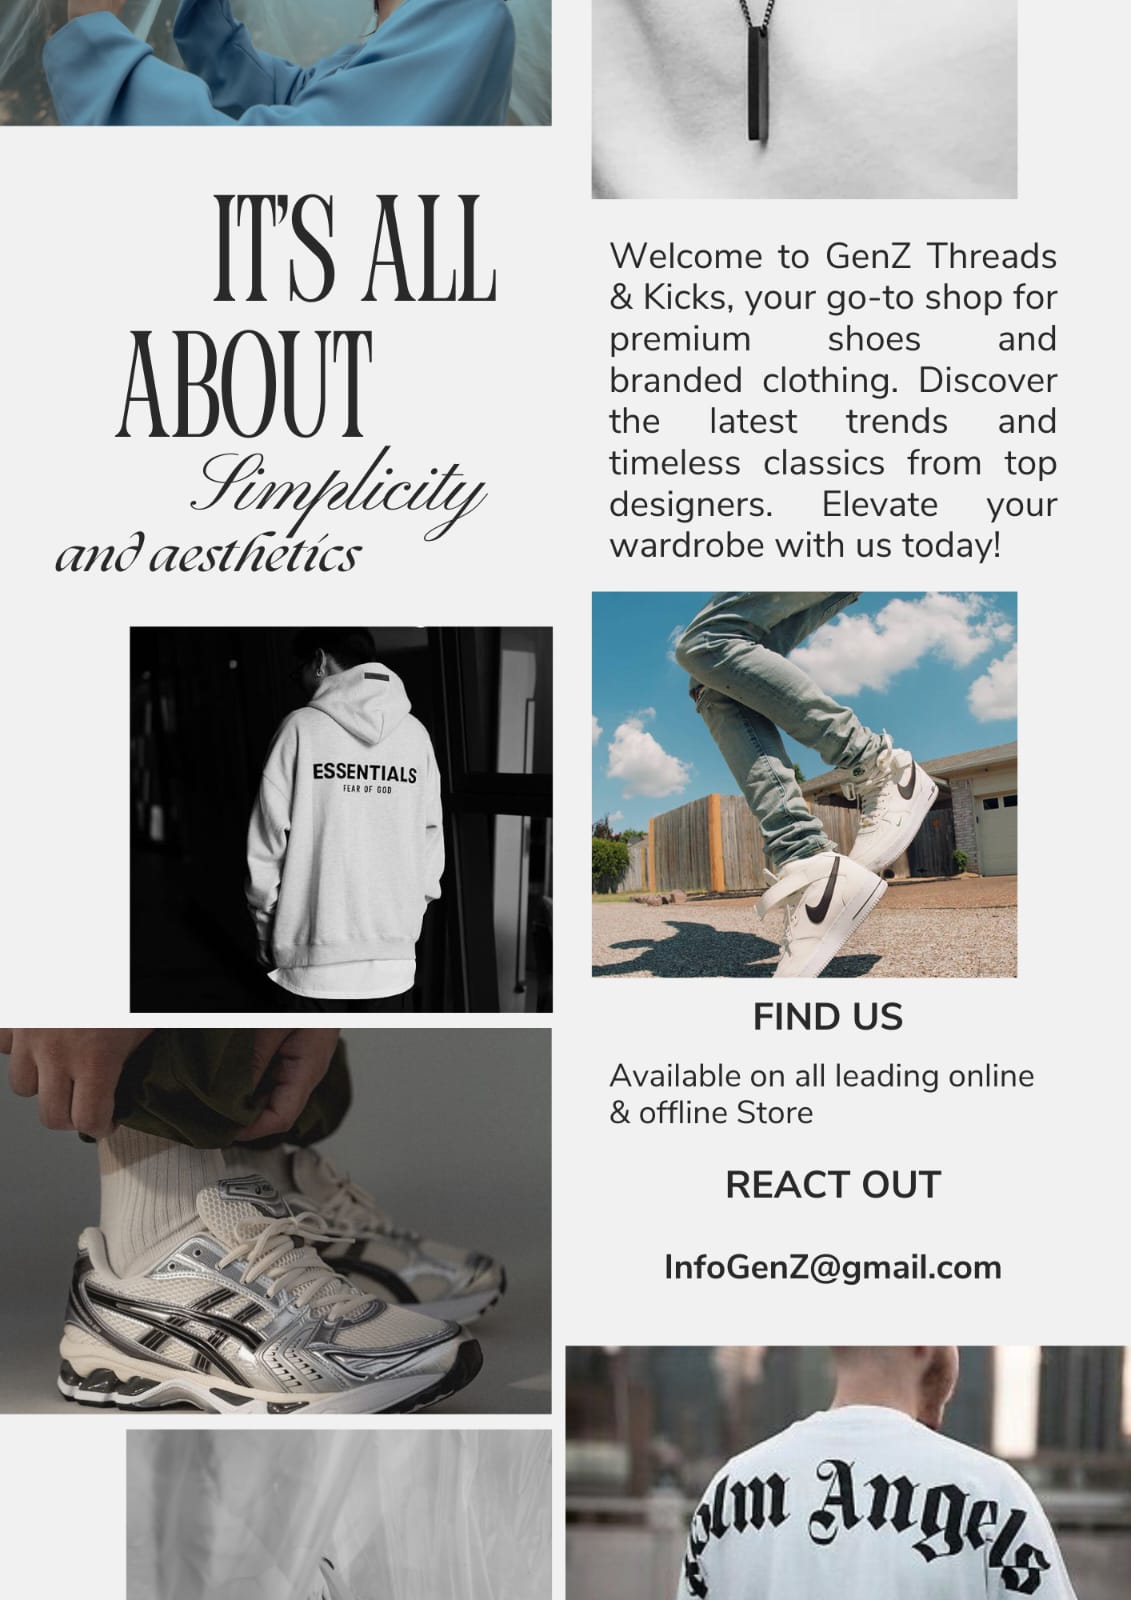 IT'S ALL
ABOUT
Simplicity
and aesthetics
Welcome to GenZ Threads
& Kicks, your go-to shop for
premium shoes and
branded clothing. Discover
the latest trends and
timeless classics from top
designers. Elevate your
wardrobe with us today!
ESSENTIALS
FEAR OF GOD
FIND US
Available on all leading online
& offline Store
REACT OUT
InfoGenZ@gmail.com
Angels